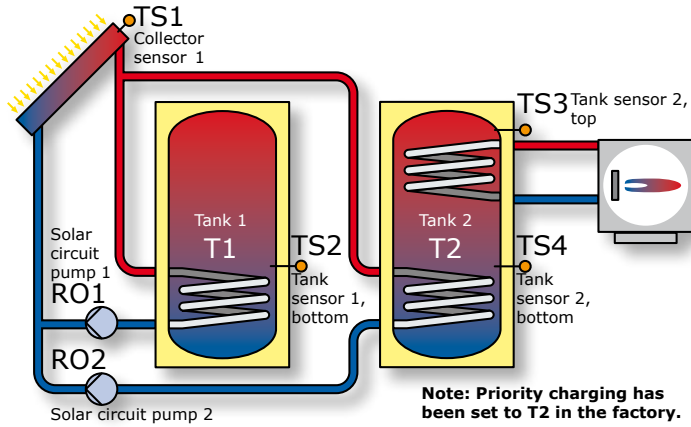 TS1
Collector
sensor 1
TS3
Tank sensor 2,
top
Tank 1
T1
Tank 2
T2
TS2
Tank
sensor 1,
bottom
TS4
Tank
sensor 2,
bottom
Solar
circuit
pump 1
RO1
RO2
Solar circuit pump 2
Note: Priority charging has
been set to T2 in the factory.